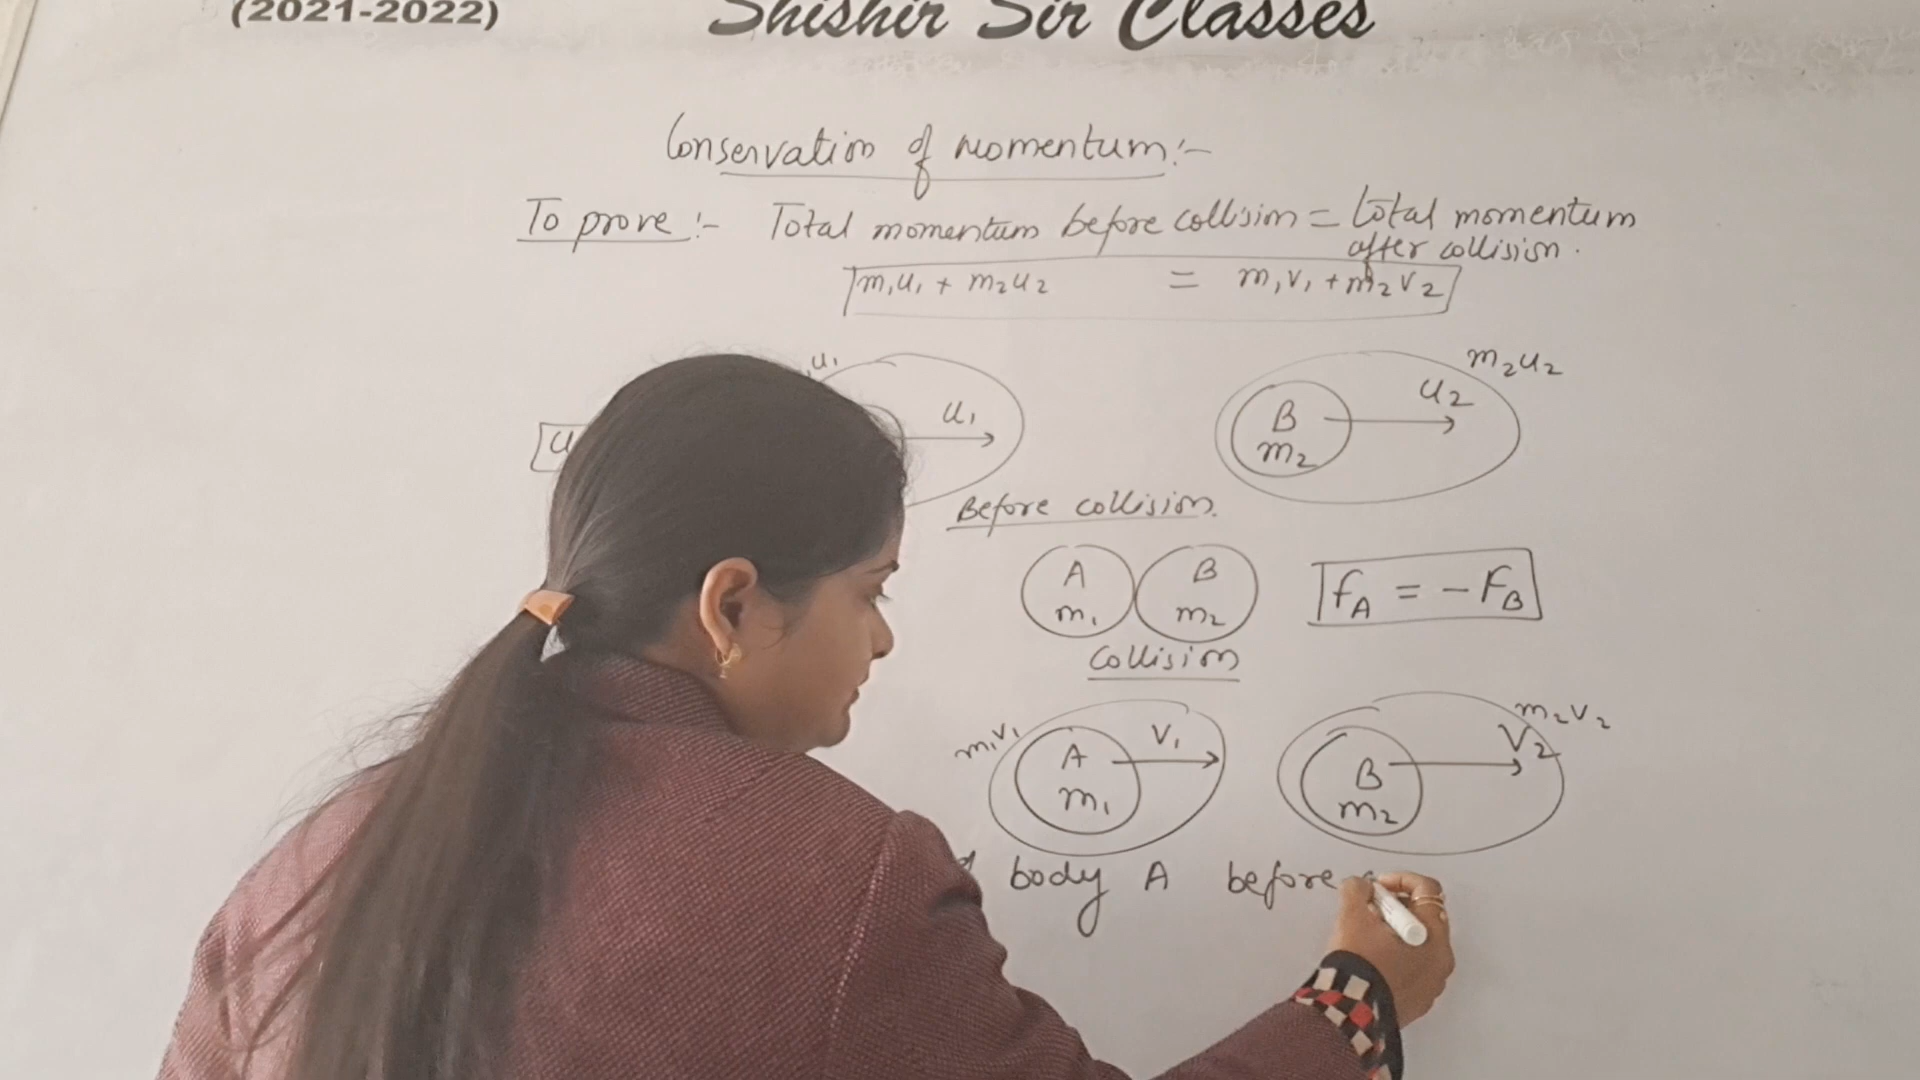 (2021-2022) Shishir Sir Classes
Conservation of momentum:-
To prove:- Total momentum before collision = total momentum
after collision.
m1u1 + m2u2 = m1v1 + m2v2
u1 m2u2
u1 u2
B
m2
Before collision.
A B
m1 m2
fA = -FB
Collision
m1v1 m2v2
A v1 B V2
m1 m2
body A before